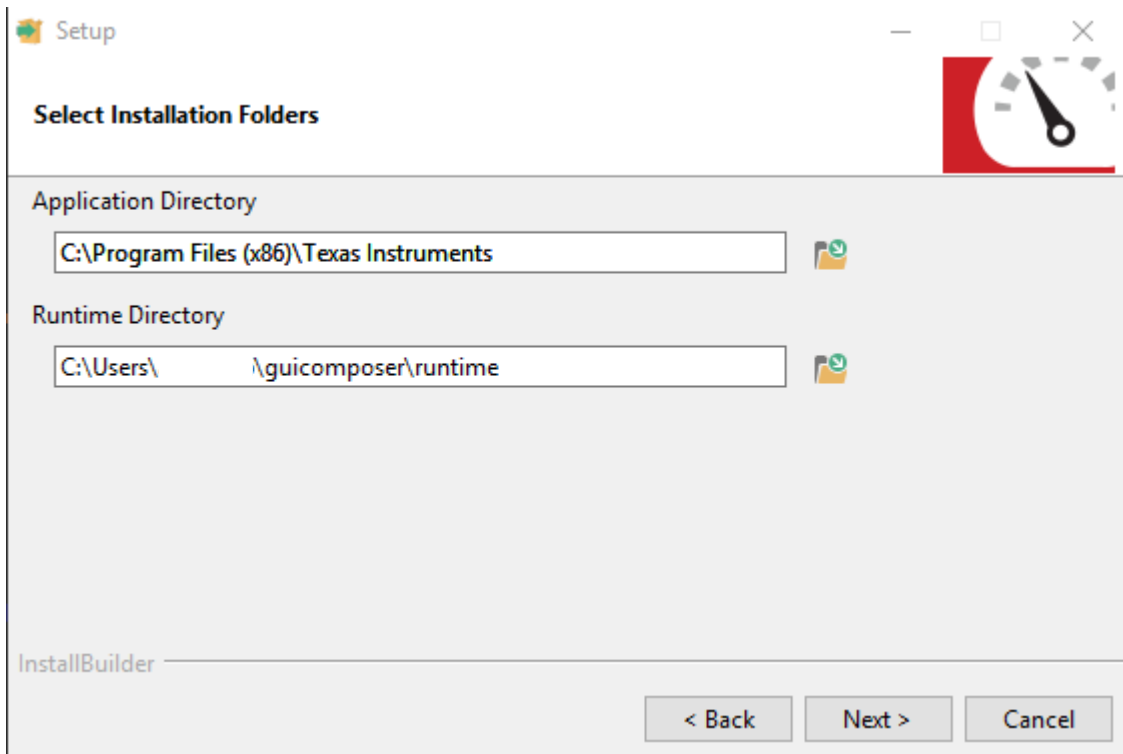 Setup
Select Installation Folders
Application Directory
C:\Program Files (x86)\Texas Instruments
Runtime Directory
C:\Users\ \guicomposer\runtime
InstallBuilder
< Back Next > Cancel